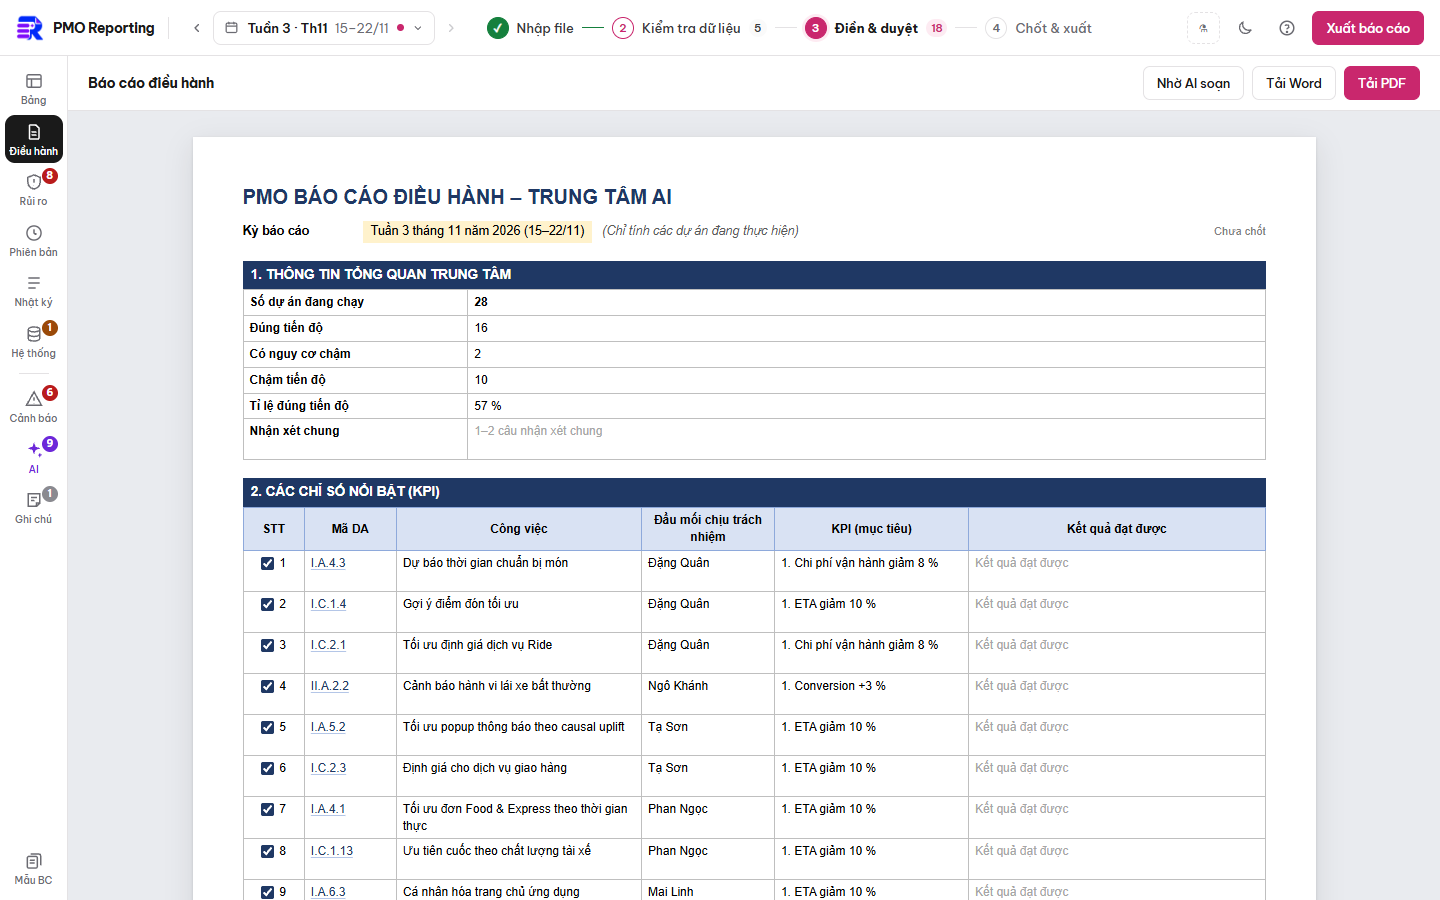 PMO Reporting
Tuần 3 · Th11 15–22/11
Nhập file
2 Kiểm tra dữ liệu 5
3 Điền & duyệt 18
4 Chốt & xuất
Xuất báo cáo
Báo cáo điều hành
Nhờ AI soạn
Tải Word
Tải PDF
Bảng
Điều hành
8
Rủi ro
Phiên bản
Nhật ký
1
Hệ thống
6
Cảnh báo
9
AI
1
Ghi chú
Mẫu BC
PMO BÁO CÁO ĐIỀU HÀNH – TRUNG TÂM AI
Kỳ báo cáo Tuần 3 tháng 11 năm 2026 (15–22/11) (Chỉ tính các dự án đang thực hiện) Chưa chốt
1. THÔNG TIN TỔNG QUAN TRUNG TÂM
Số dự án đang chạy 28
Đúng tiến độ 16
Có nguy cơ chậm 2
Chậm tiến độ 10
Tỉ lệ đúng tiến độ 57 %
Nhận xét chung 1–2 câu nhận xét chung
2. CÁC CHỈ SỐ NỔI BẬT (KPI)
STT Mã DA Công việc Đầu mối chịu trách nhiệm KPI (mục tiêu) Kết quả đạt được
1 I.A.4.3 Dự báo thời gian chuẩn bị món Đặng Quân 1. Chi phí vận hành giảm 8 % Kết quả đạt được
2 I.C.1.4 Gợi ý điểm đón tối ưu Đặng Quân 1. ETA giảm 10 % Kết quả đạt được
3 I.C.2.1 Tối ưu định giá dịch vụ Ride Đặng Quân 1. Chi phí vận hành giảm 8 % Kết quả đạt được
4 II.A.2.2 Cảnh báo hành vi lái xe bất thường Ngô Khánh 1. Conversion +3 % Kết quả đạt được
5 I.A.5.2 Tối ưu popup thông báo theo causal uplift Tạ Sơn 1. ETA giảm 10 % Kết quả đạt được
6 I.C.2.3 Định giá cho dịch vụ giao hàng Tạ Sơn 1. ETA giảm 10 % Kết quả đạt được
7 I.A.4.1 Tối ưu đơn Food & Express theo thời gian thực Phan Ngọc 1. ETA giảm 10 % Kết quả đạt được
8 I.C.1.13 Ưu tiên cuốc theo chất lượng tài xế Phan Ngọc 1. ETA giảm 10 % Kết quả đạt được
9 I.A.6.3 Cá nhân hóa trang chủ ứng dụng Mai Linh 1. ETA giảm 10 % Kết quả đạt được